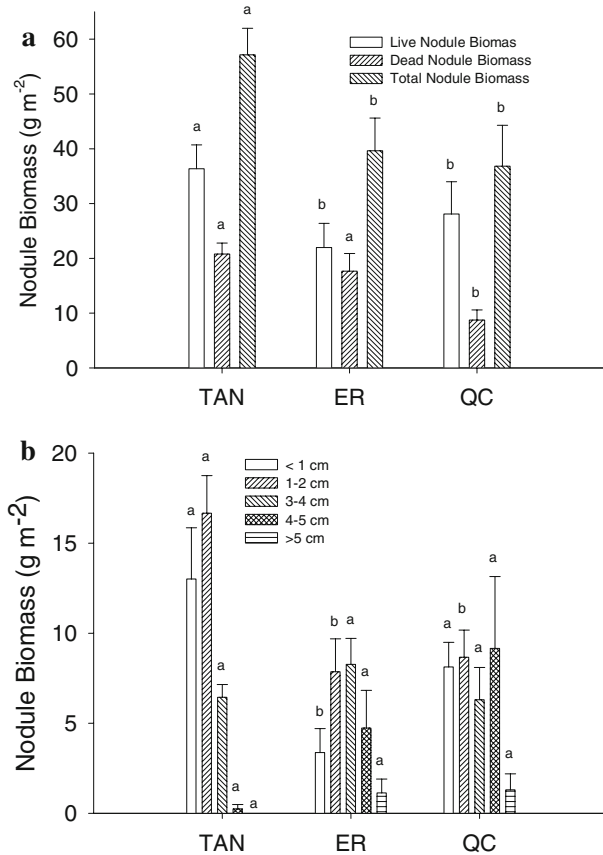 a
Nodule Biomass (g m-2)
60
50
40
30
20
10
0
Live Nodule Biomas
Dead Nodule Biomass
Total Nodule Biomass
a
a
a
b
a
b
b
b
b
TAN
ER
QC
b
Nodule Biomass (g m-2)
20
15
10
5
0
< 1 cm
1-2 cm
3-4 cm
4-5 cm
>5 cm
a
a
a
a
a
b
b
a
a
a
a
b
a
a
a
TAN
ER
QC